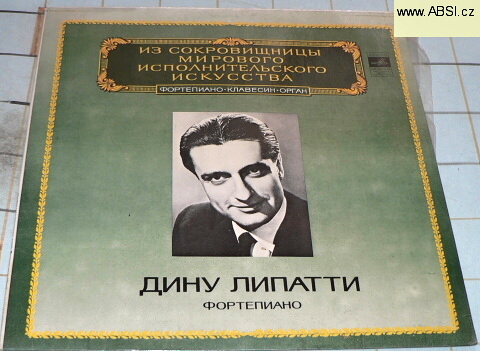 www.ABSI.cz
ИЗ СОКРОВИЩНИЦЫ
МИРОВОГО
ИСПОЛНИТЕЛЬСКОГО
ИСКУССТВА
ФОРТЕПИАНО·КЛАВЕСИН·ОРГАН
ДИНУ ЛИПАТТИ
ФОРТЕПИАНО